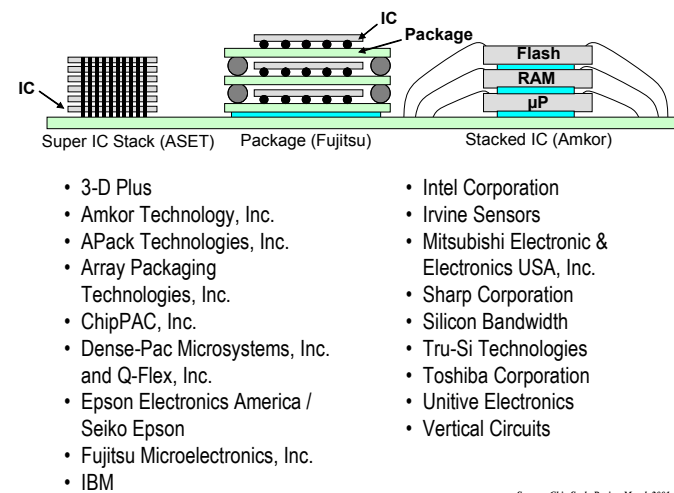 IC
Package
Flash
RAM
µP
IC
Super IC Stack (ASET)
Package (Fujitsu)
Stacked IC (Amkor)
• 3-D Plus
• Amkor Technology, Inc.
• APack Technologies, Inc.
• Array Packaging
Technologies, Inc.
• ChipPAC, Inc.
• Dense-Pac Microsystems, Inc.
and Q-Flex, Inc.
• Epson Electronics America /
Seiko Epson
• Fujitsu Microelectronics, Inc.
• IBM
• Intel Corporation
• Irvine Sensors
• Mitsubishi Electronic &
Electronics USA, Inc.
• Sharp Corporation
• Silicon Bandwidth
• Tru-Si Technologies
• Toshiba Corporation
• Unitive Electronics
• Vertical Circuits